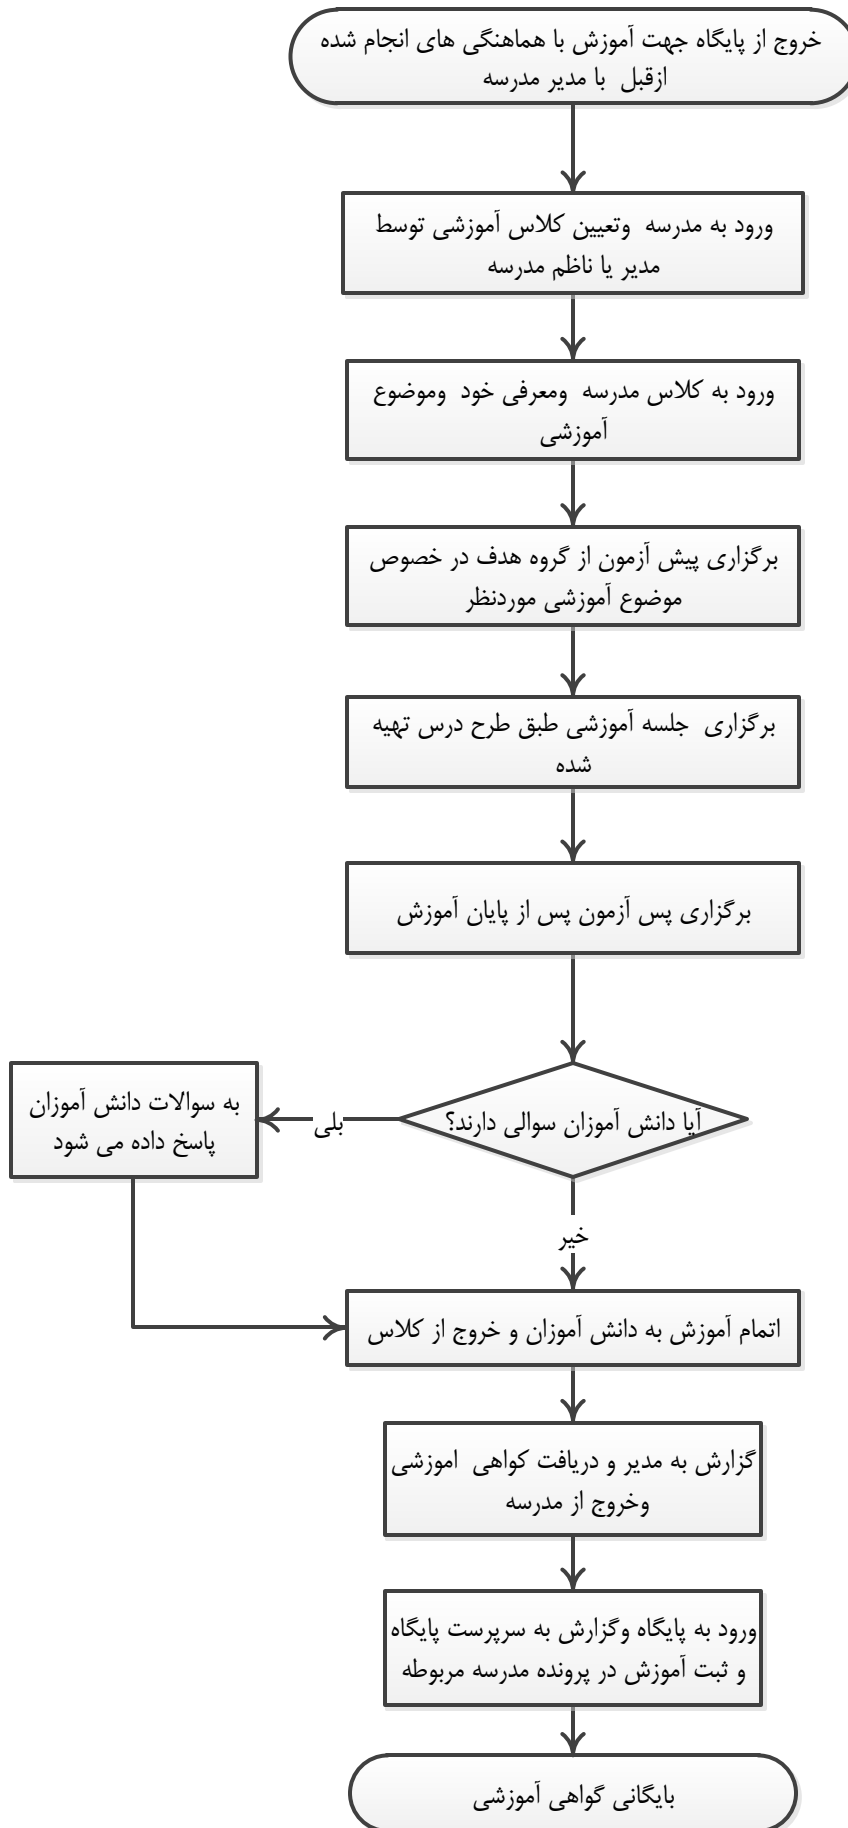 خروج از پایگاه جهت آموزش با هماهنگی های انجام شده
ازقبل با مدیر مدرسه
ورود به مدرسه وتعیین کلاس آموزشی توسط
مدیر یا ناظم مدرسه
ورود به کلاس مدرسه ومعرفی خود وموضوع
آموزشی
برگزاری پیش آزمون از گروه هدف در خصوص
موضوع آموزشی موردنظر
برگزاری جلسه آموزشی طبق طرح درس تهیه
شده
برگزاری پس آزمون پس از پایان آموزش
آیا دانش آموزان سوالی دارند؟
بلی
به سوالات دانش آموزان
پاسخ داده می شود
خیر
اتمام آموزش به دانش آموزان و خروج از کلاس
گزارش به مدیر و دریافت کواهی اموزشی
وخروج از مدرسه
ورود به پایگاه وگزارش به سرپرست پایگاه
و ثبت آموزش در پرونده مدرسه مربوطه
بایگانی گواهی آموزشی